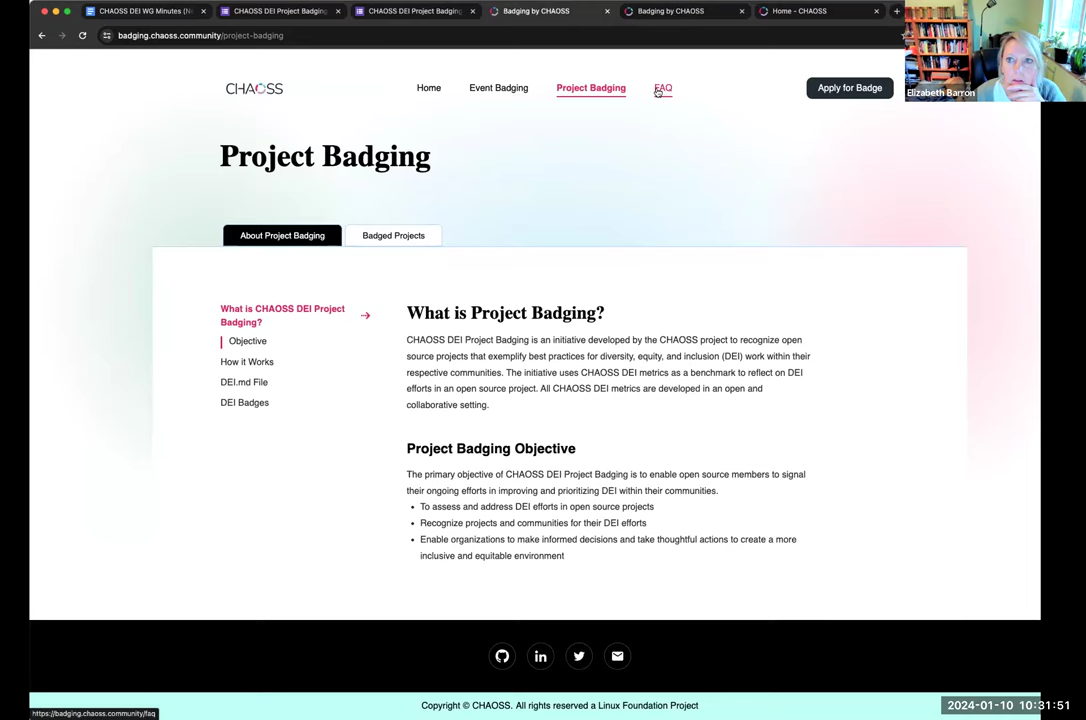 CHAOSS DEI WG Minutes (N
CHAOSS DEI Project Badging
CHAOSS DEI Project Badging
Badging by CHAOSS
Badging by CHAOSS
Home - CHAOSS
badging.chaoss.community/project-badging
Elizabeth Barron
CHAOSS
Home
Event Badging
Project Badging
FAQ
Apply for Badge
Project Badging
About Project Badging
Badged Projects
What is CHAOSS DEI Project
Badging?
Objective
How it Works
DEI.md File
DEI Badges
What is Project Badging?
CHAOSS DEI Project Badging is an initiative developed by the CHAOSS project to recognize open
source projects that exemplify best practices for diversity, equity, and inclusion (DEI) work within their
respective communities. The initiative uses CHAOSS DEI metrics as a benchmark to reflect on DEI
efforts in an open source project. All CHAOSS DEI metrics are developed in an open and
collaborative setting.
Project Badging Objective
The primary objective of CHAOSS DEI Project Badging is to enable open source members to signal
their ongoing efforts in improving and prioritizing DEI within their communities.
• To assess and address DEI efforts in open source projects
• Recognize projects and communities for their DEI efforts
• Enable organizations to make informed decisions and take thoughtful actions to create a more
inclusive and equitable environment
Copyright © CHAOSS. All rights reserved a Linux Foundation Project
https://badging.chaoss.community/faq
2024-01-10 10:31:51